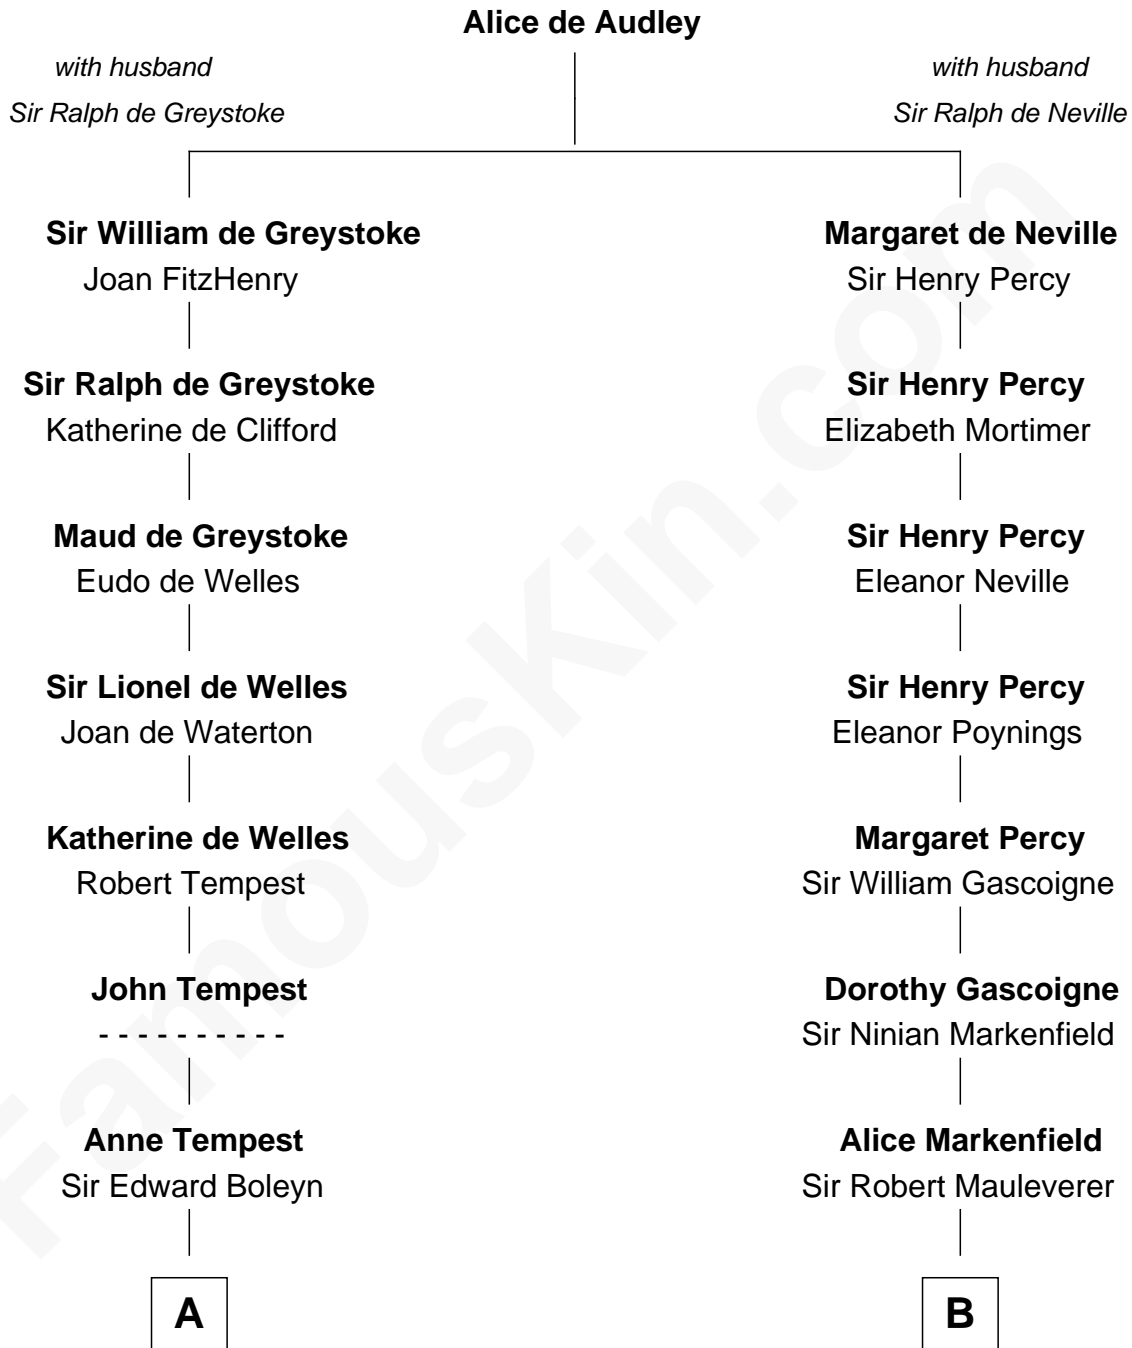 Alice de Audley
with husband
Sir Ralph de Greystoke
with husband
Sir Ralph de Neville
Sir William de Greystoke
Joan FitzHenry
Margaret de Neville
Sir Henry Percy
Sir Ralph de Greystoke
Katherine de Clifford
Sir Henry Percy
Elizabeth Mortimer
Maud de Greystoke
Eudo de Welles
Sir Henry Percy
Eleanor Neville
Sir Lionel de Welles
Joan de Waterton
Sir Henry Percy
Eleanor Poynings
Katherine de Welles
Robert Tempest
Margaret Percy
Sir William Gascoigne
John Tempest
- - - - - - - - - -
Dorothy Gascoigne
Sir Ninian Markenfield
Anne Tempest
Sir Edward Boleyn
Alice Markenfield
Sir Robert Mauleverer
A
B
FamousKin.com